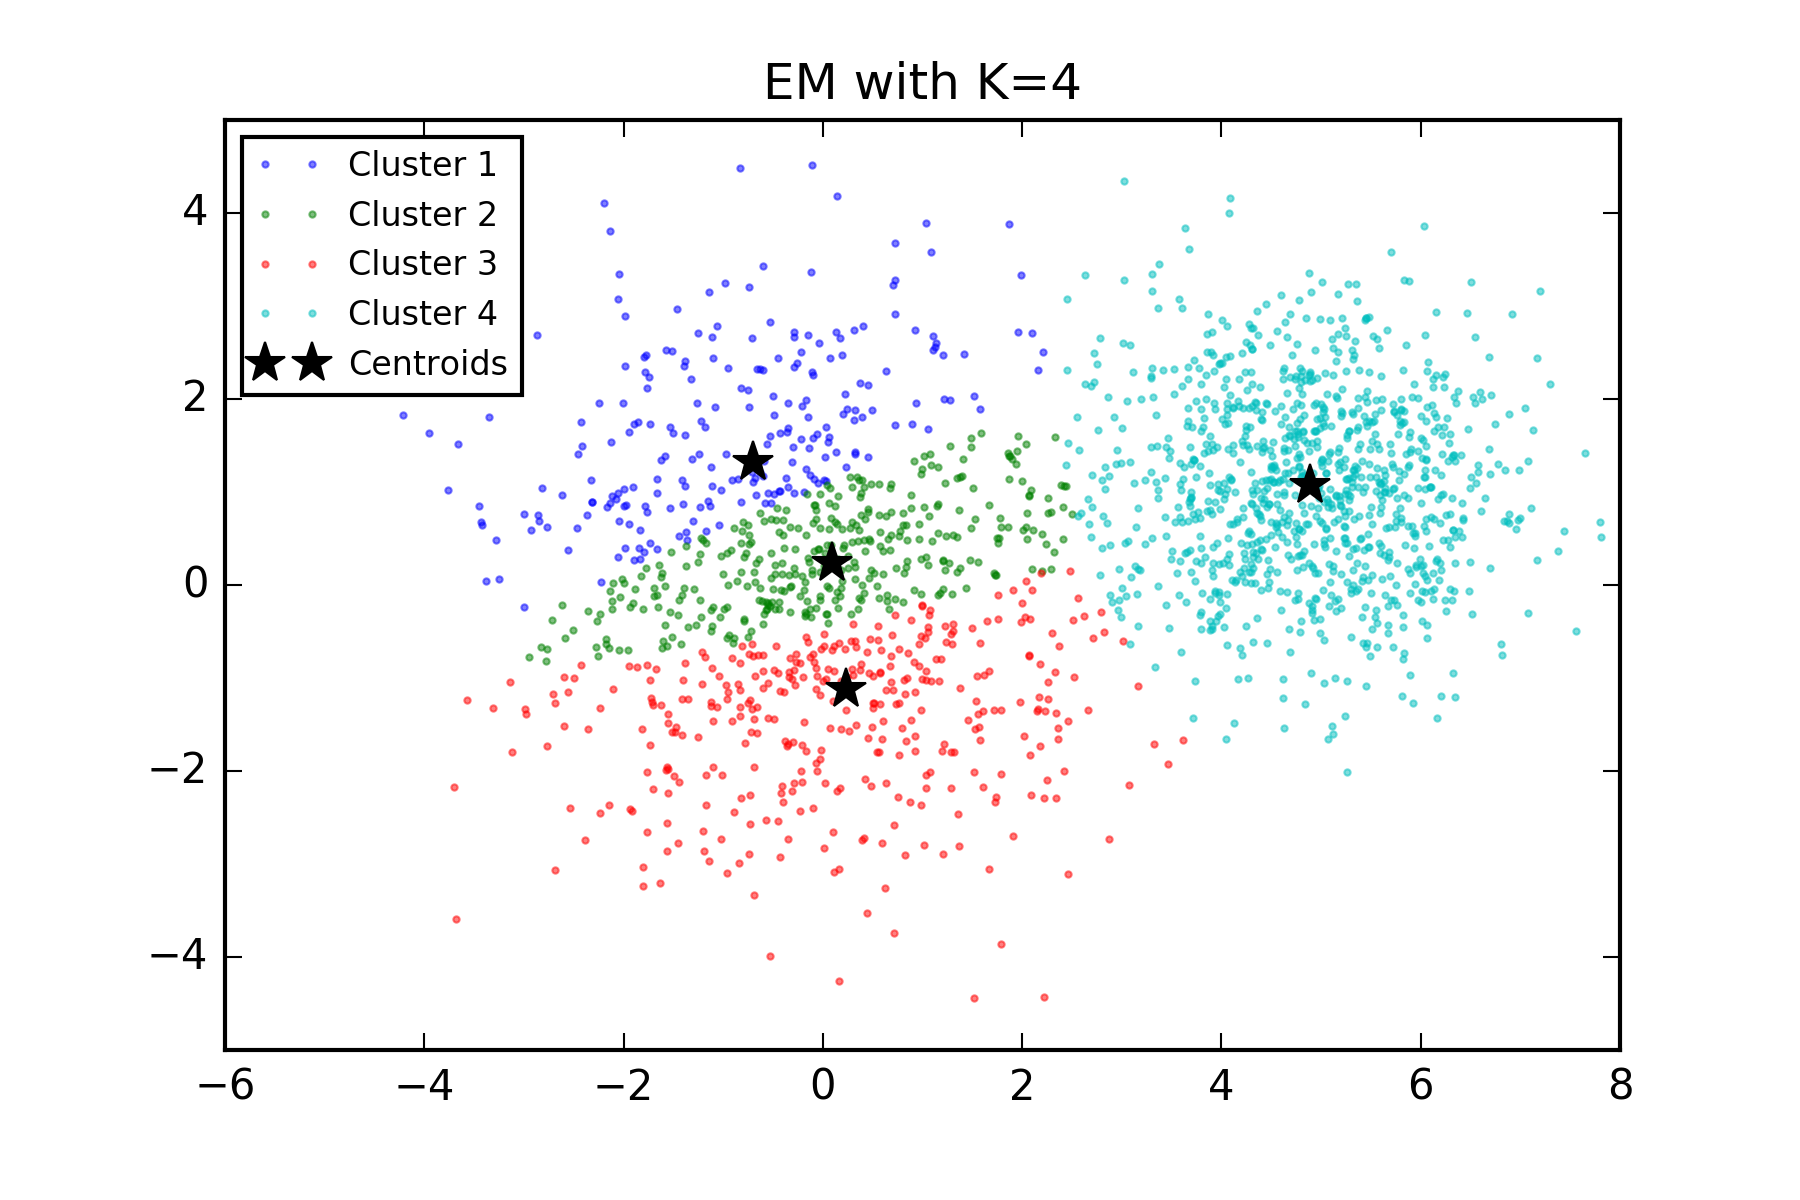 EM with K=4
Cluster 1
Cluster 2
Cluster 3
Cluster 4
Centroids
4
2
0
−2
−4
−6 −4 −2 0 2 4 6 8